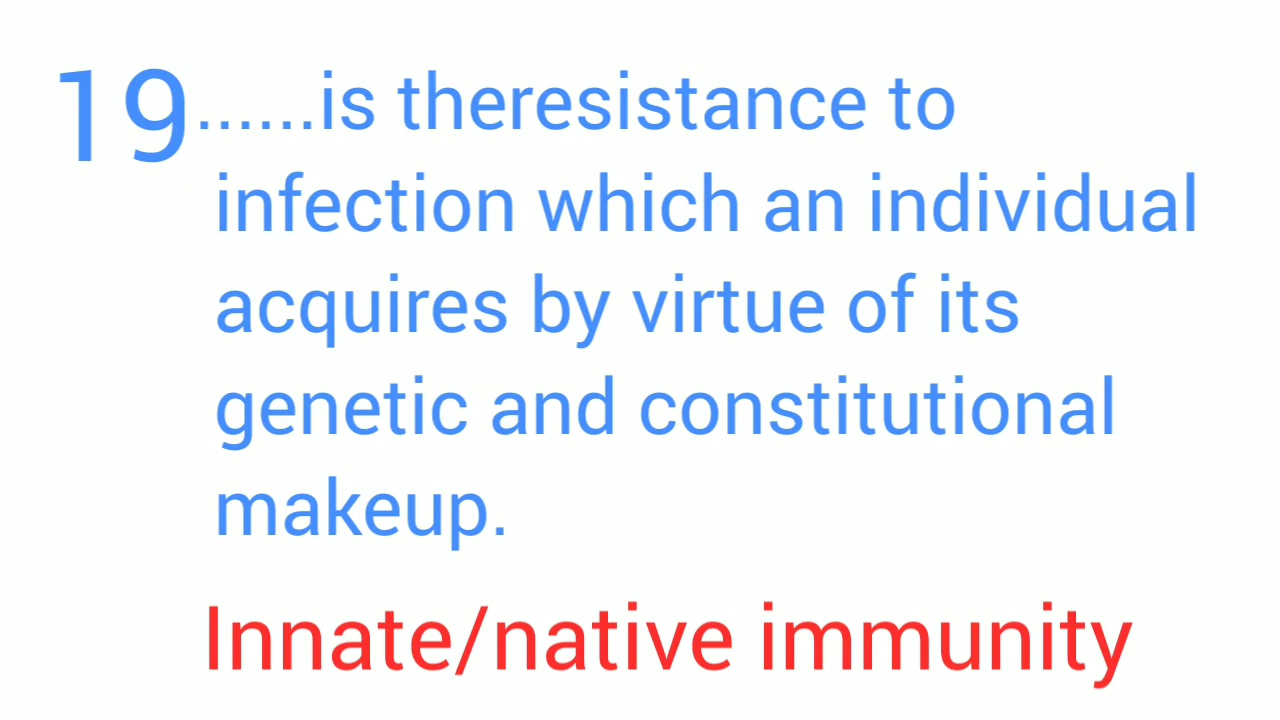 19......is theresistance to
infection which an individual
acquires by virtue of its
genetic and constitutional
makeup.
Innate/native immunity